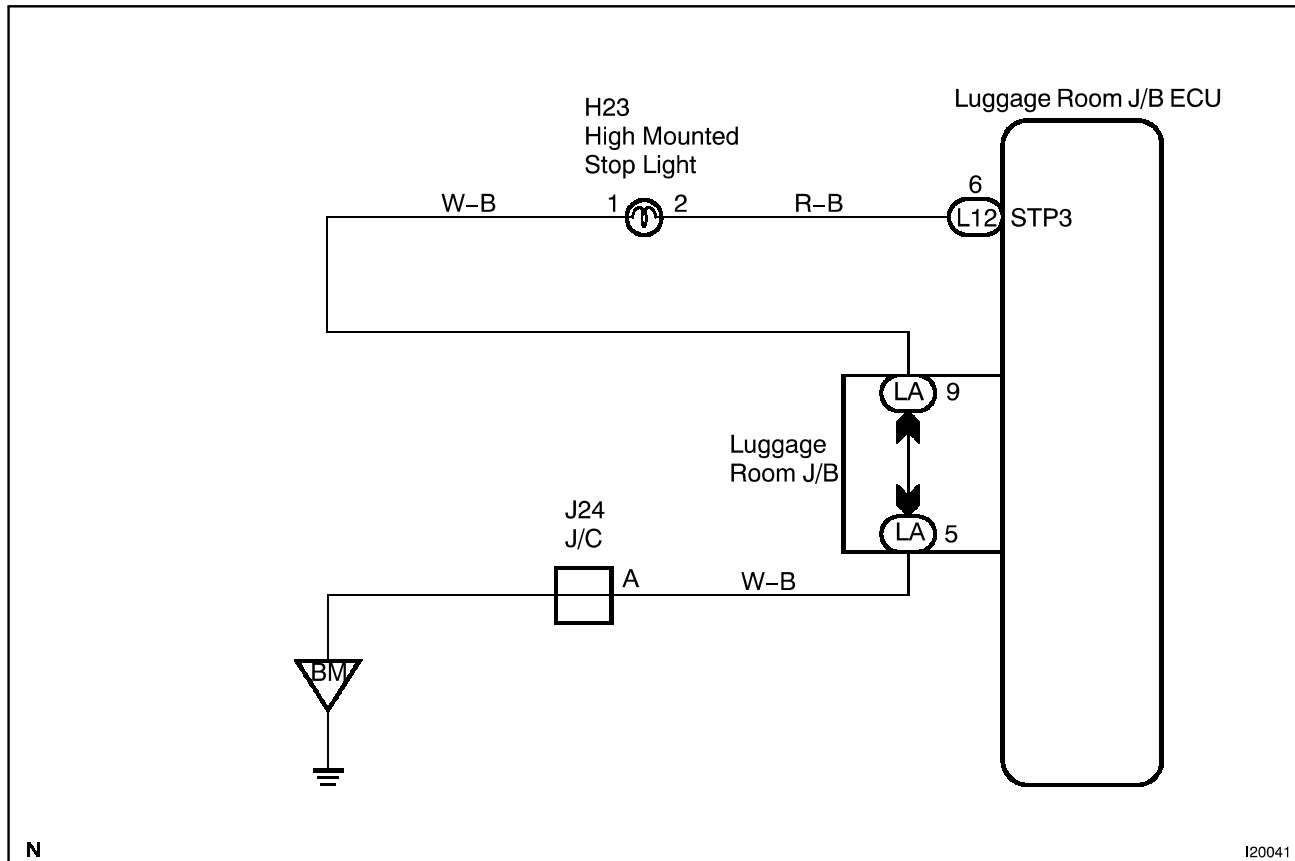 Luggage Room J/B ECU
H23
High Mounted
Stop Light
W–B
1
2
R–B
6
L12
STP3
LA
9
Luggage
Room J/B
LA
5
J24
J/C
A
W–B
BM
N
I20041